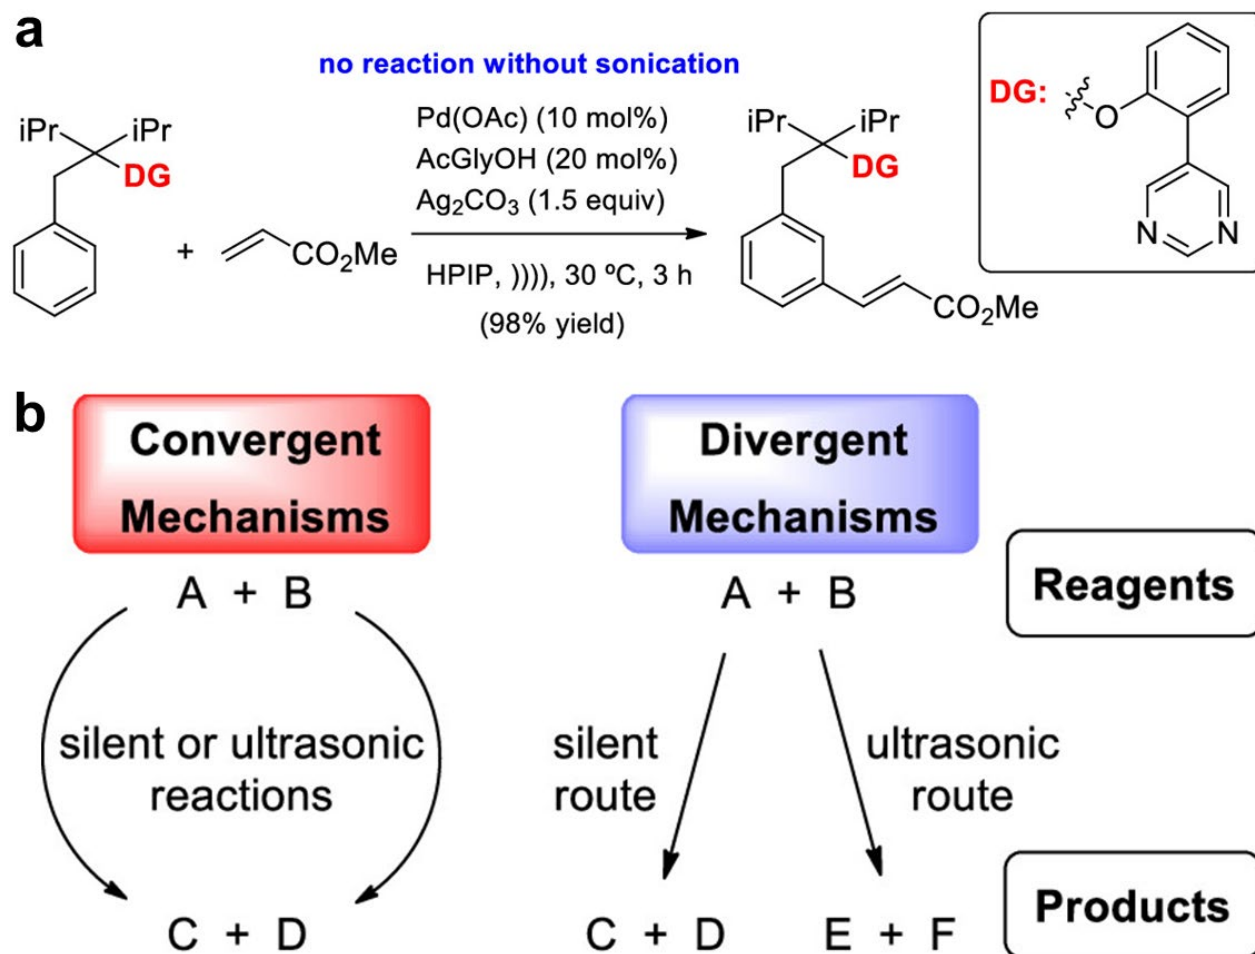 a
no reaction without sonication
iPr iPr
DG
+ CO₂Me
Pd(OAc) (10 mol%)
AcGlyOH (20 mol%)
Ag₂CO₃ (1.5 equiv)
HPIP, )))), 30 ºC, 3 h
(98% yield)
iPr iPr
DG
CO₂Me
DG:
O
N N
b
Convergent
Mechanisms
A + B
silent or ultrasonic
reactions
C + D
Divergent
Mechanisms
A + B
silent
route
ultrasonic
route
C + D E + F
Reagents
Products